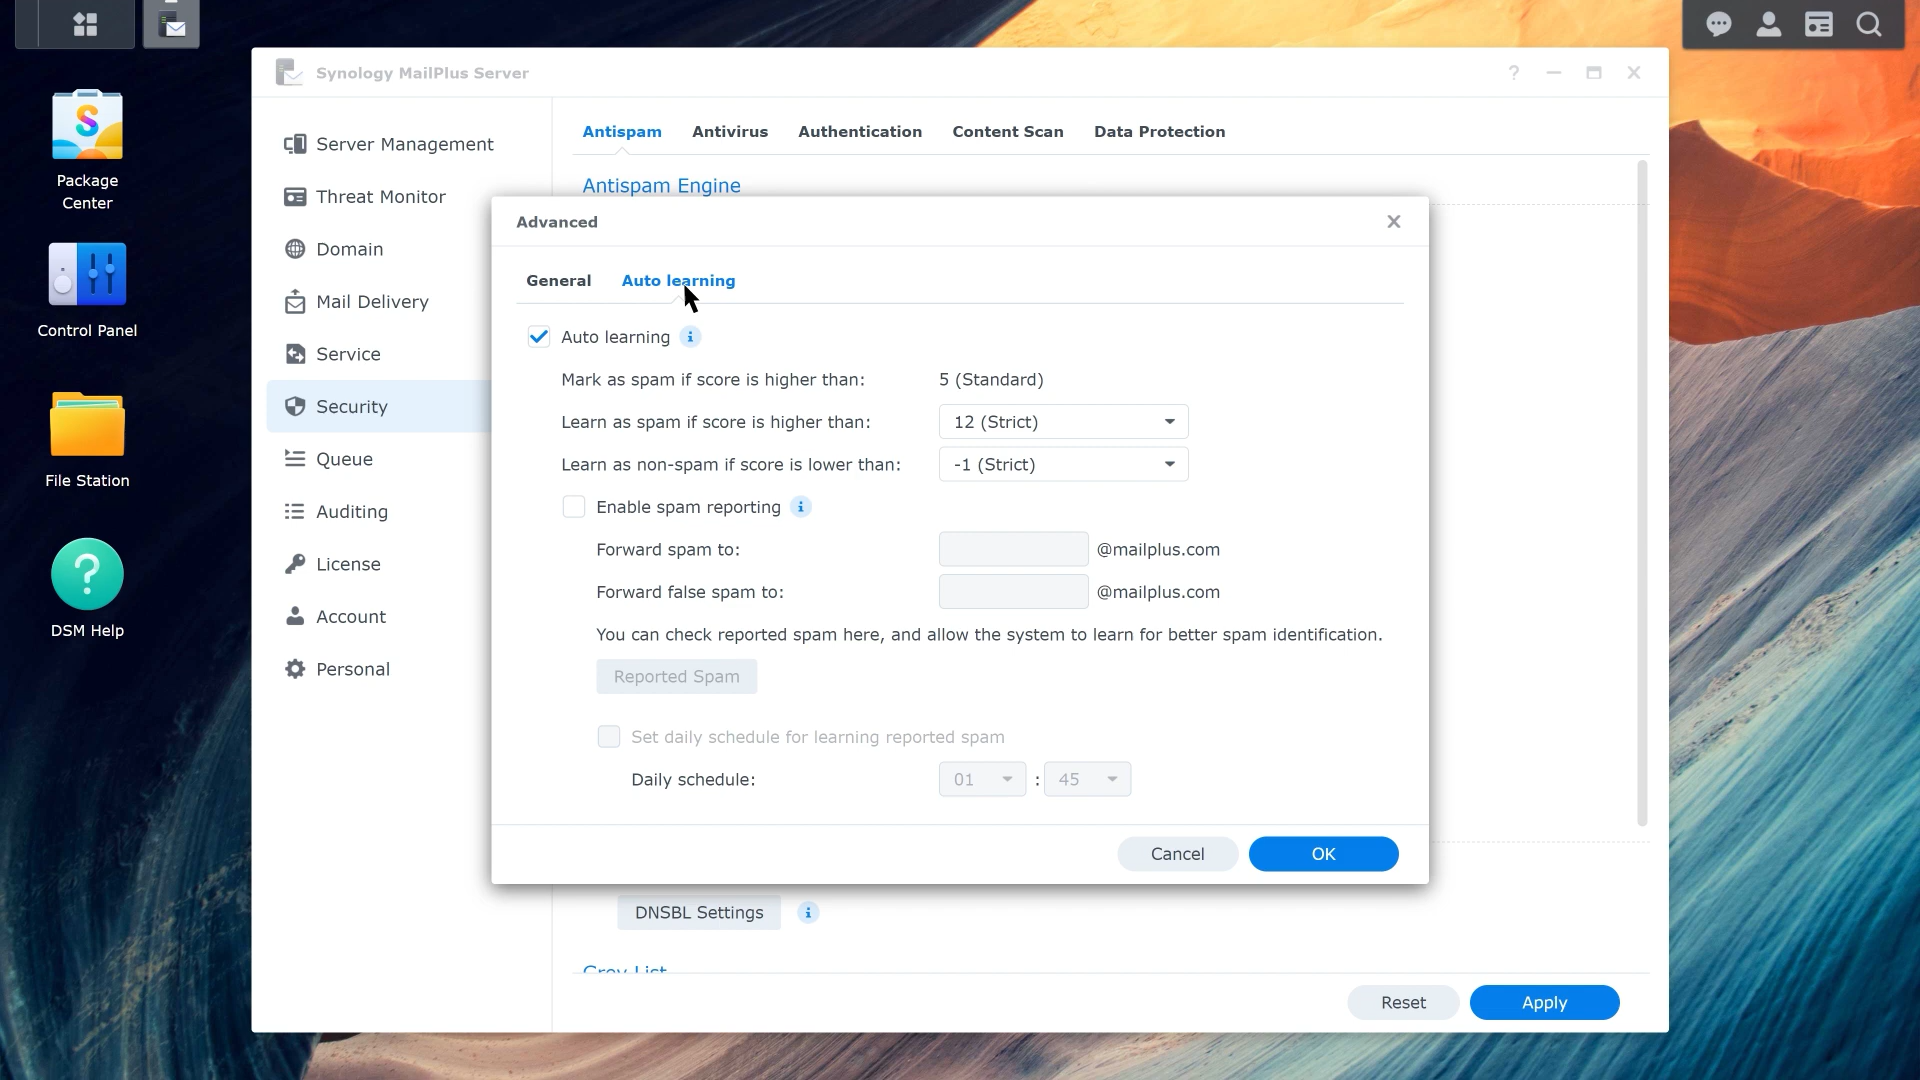 Synology MailPlus Server
Package
Center
Control Panel
File Station
DSM Help
Server Management
Threat Monitor
Domain
Mail Delivery
Service
Security
Queue
Auditing
License
Account
Personal
Antispam Antivirus Authentication Content Scan Data Protection
Antispam Engine
Advanced
General Auto learning
Auto learning
Mark as spam if score is higher than: 5 (Standard)
Learn as spam if score is higher than: 12 (Strict)
Learn as non-spam if score is lower than: -1 (Strict)
Enable spam reporting
Forward spam to: @mailplus.com
Forward false spam to: @mailplus.com
You can check reported spam here, and allow the system to learn for better spam identification.
Reported Spam
Set daily schedule for learning reported spam
Daily schedule: 01 : 45
Cancel OK
DNSBL Settings
Grey List
Reset Apply